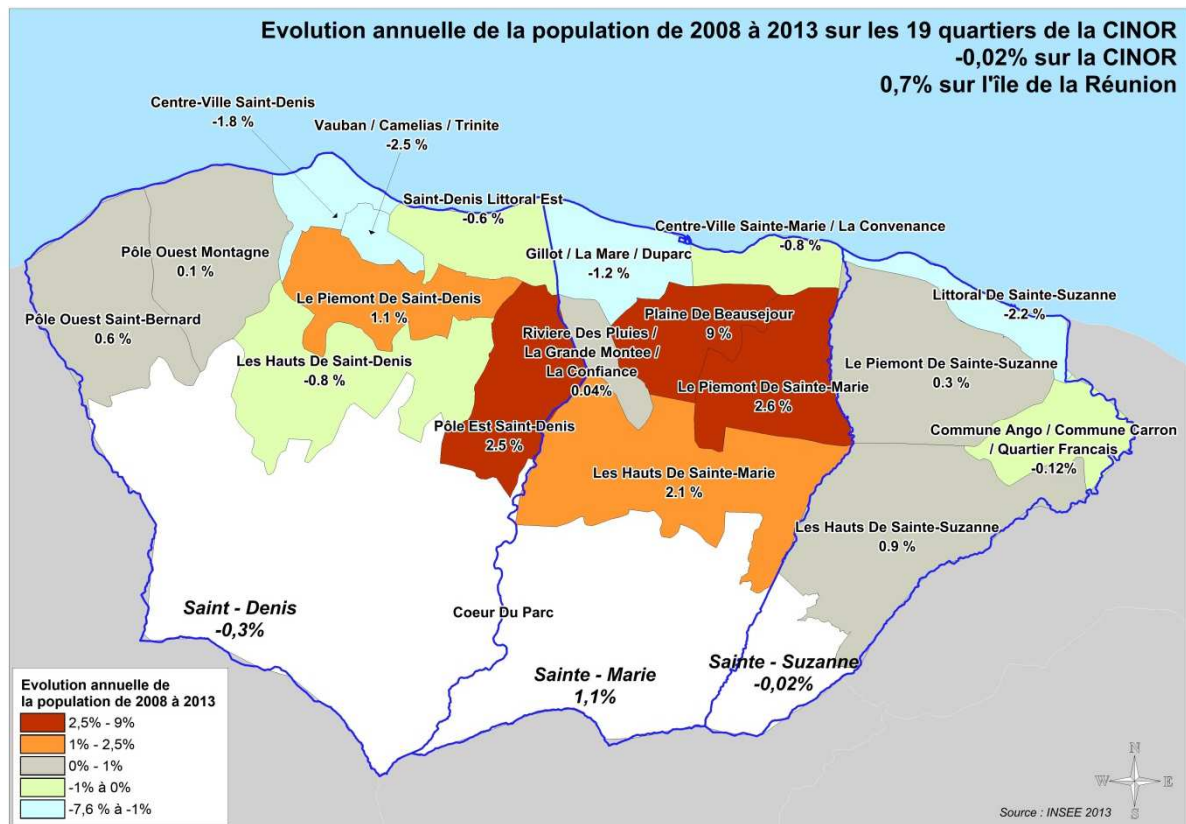 Evolution annuelle de la population de 2008 à 2013 sur les 19 quartiers de la CINOR
-0,02% sur la CINOR
0,7% sur l'île de la Réunion
Centre-Ville Saint-Denis
-1.8 %
Vauban / Camelias / Trinite
-2.5 %
Saint-Denis Littoral Est
-0.6 %
Centre-Ville Sainte-Marie / La Convenance
-0.8 %
Pôle Ouest Montagne
0.1 %
Gillot / La Mare / Duparc
-1.2 %
Littoral De Sainte-Suzanne
-2.2 %
Le Piemont De Saint-Denis
1.1 %
Pôle Ouest Saint-Bernard
0.6 %
Plaine De Beausejour
9 %
Riviere Des Pluies /
La Grande Montee /
La Confiance
0.04%
Les Hauts De Saint-Denis
-0.8 %
Le Piemont De Sainte-Suzanne
0.3 %
Le Piemont De Sainte-Marie
2.6 %
Pôle Est Saint-Denis
2.5 %
Commune Ango / Commune Carron
/ Quartier Francais
-0.12%
Les Hauts De Sainte-Marie
2.1 %
Les Hauts De Sainte-Suzanne
0.9 %
Saint - Denis
-0,3%
Coeur Du Parc
Sainte - Marie
1,1%
Sainte - Suzanne
-0,02%
Evolution annuelle de
la population de 2008 à 2013
2,5% - 9%
1% - 2,5%
0% - 1%
-1% à 0%
-7,6 % à -1%
N
W
E
S
Source : INSEE 2013